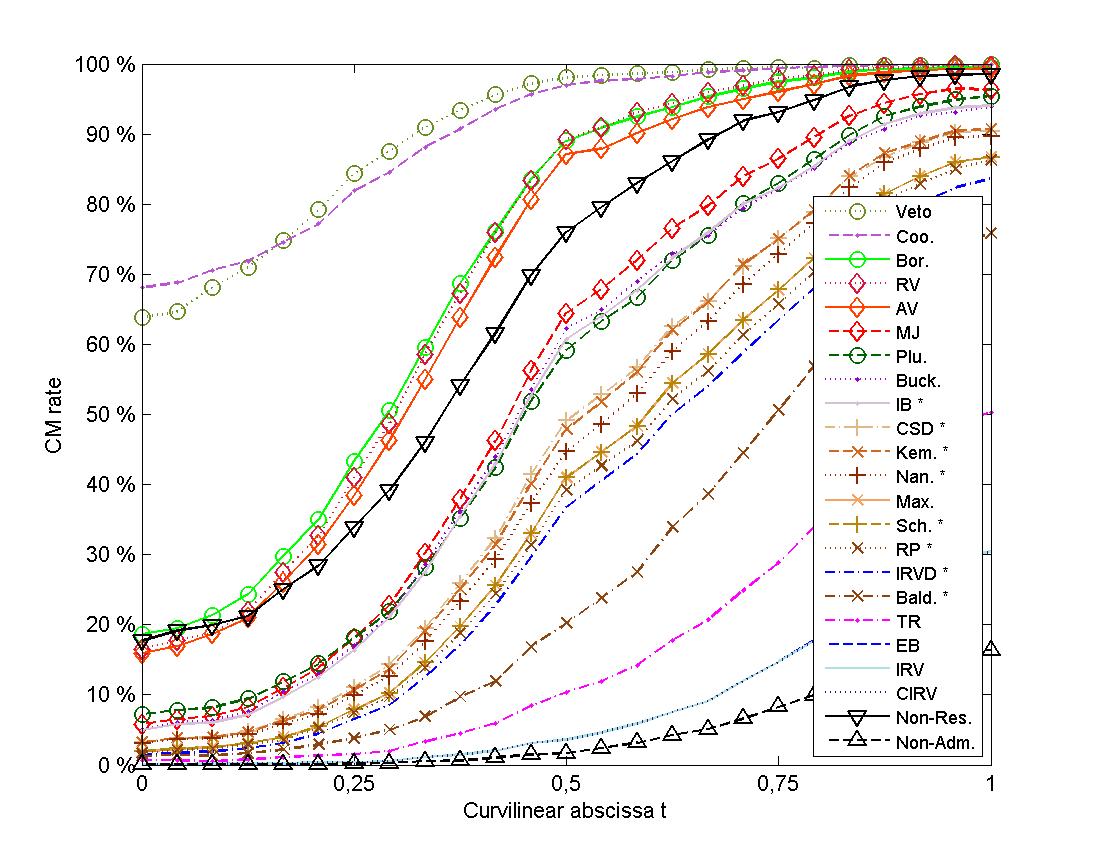 100 %
90 %
80 %
70 %
60 %
50 %
40 %
30 %
20 %
10 %
0 %
CM rate
0
0,25
0,5
0,75
1
Curvilinear abscissa t
Veto
Coo.
Bor.
RV
AV
MJ
Plu.
Buck.
IB *
CSD *
Kem. *
Nan. *
Max.
Sch. *
RP *
IRVD *
Bald. *
TR
EB
IRV
CIRV
Non-Res.
Non-Adm.